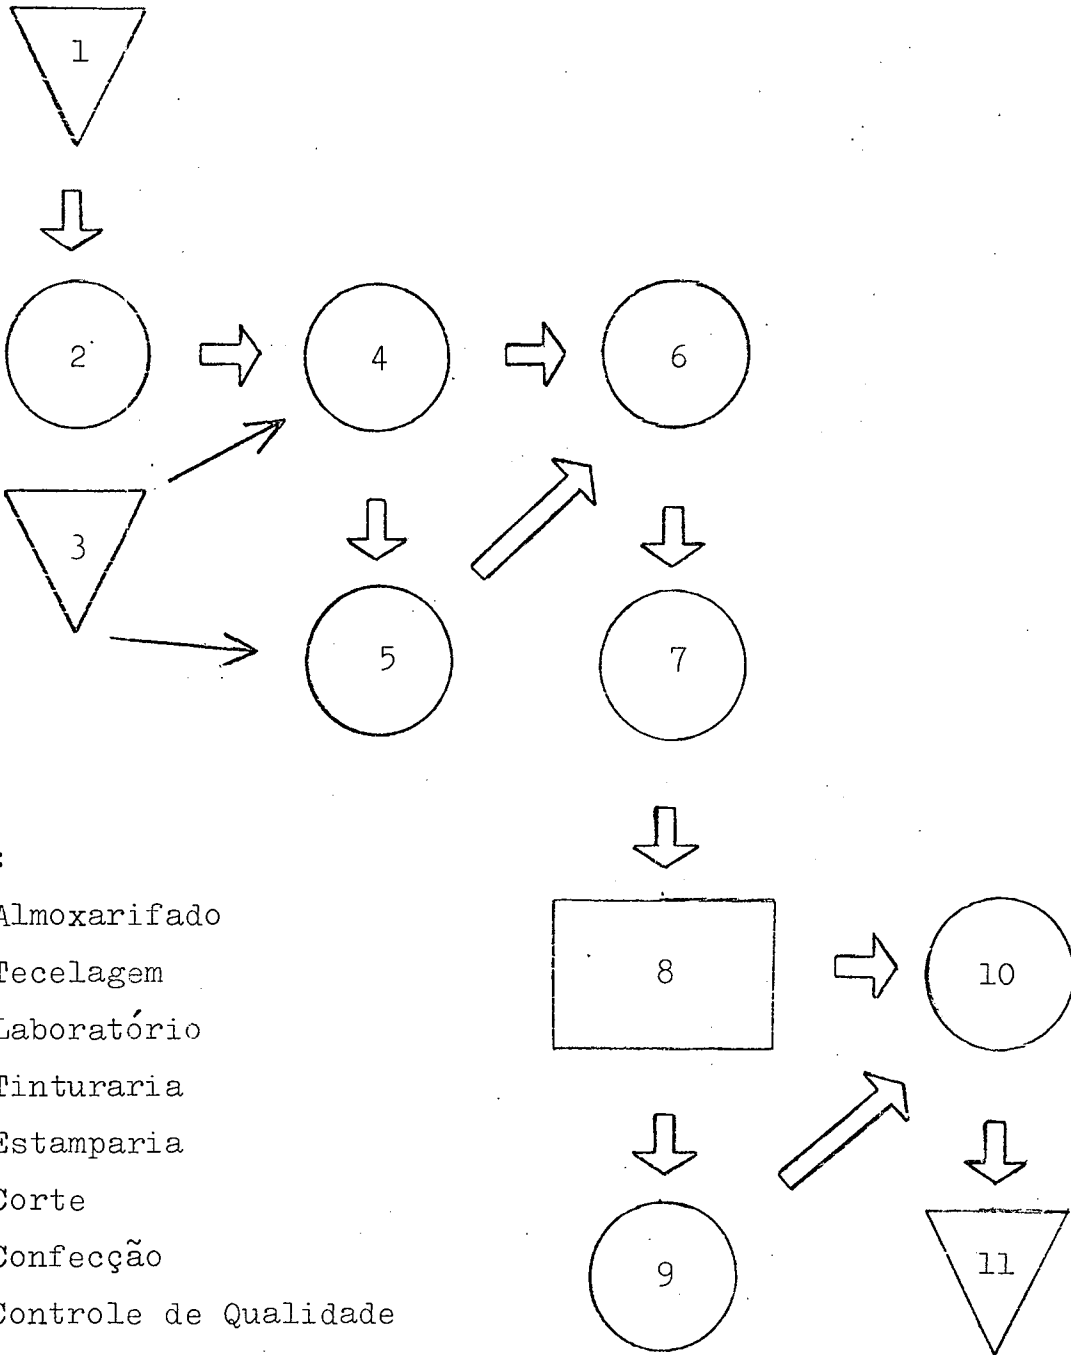 1
2 4 6
3
5 7
:
Almoxarifado
8 10
Tecelagem
Laboratório
Tinturaria
Estamparia
Corte
Confecção
9 11
Controle de Qualidade